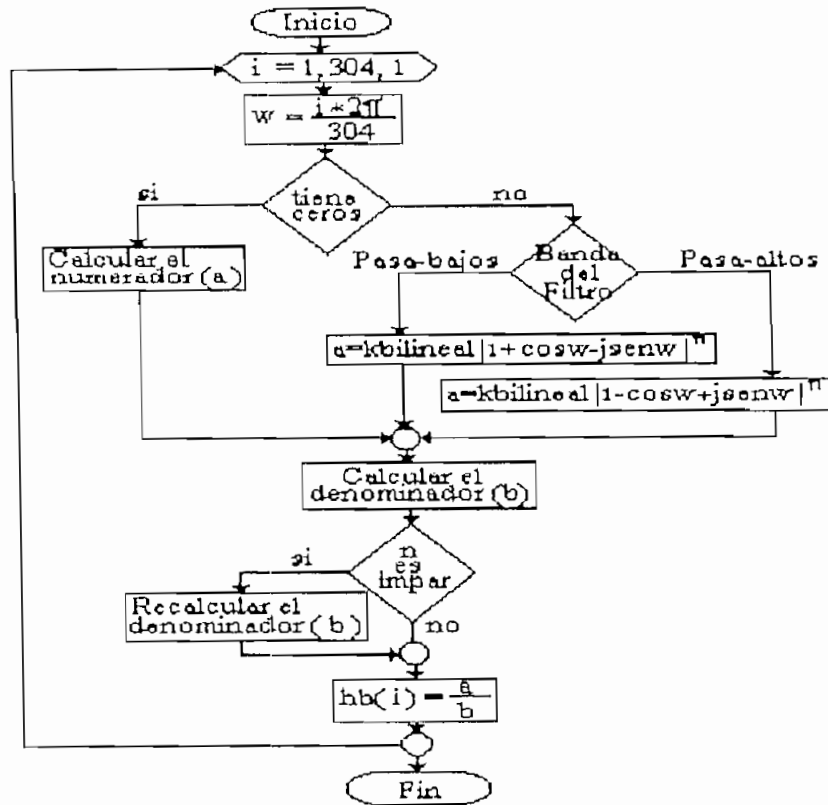 Inicio
i = 1, 304, 1
w = i*2π
304
si
tiene
ceros
no
Calcular el
numerador(a)
Pasa-bajos
Banda
del
Filtro
Pasa-altos
a=kbilineal|1+cosw-jsenw|ⁿ
a=kbilineal|1-cosw+jsenw|ⁿ
Calcular el
denominador(b)
si
n
es
impar
no
Recalcular el
denominador(b)
hb(i) = a
b
Fin